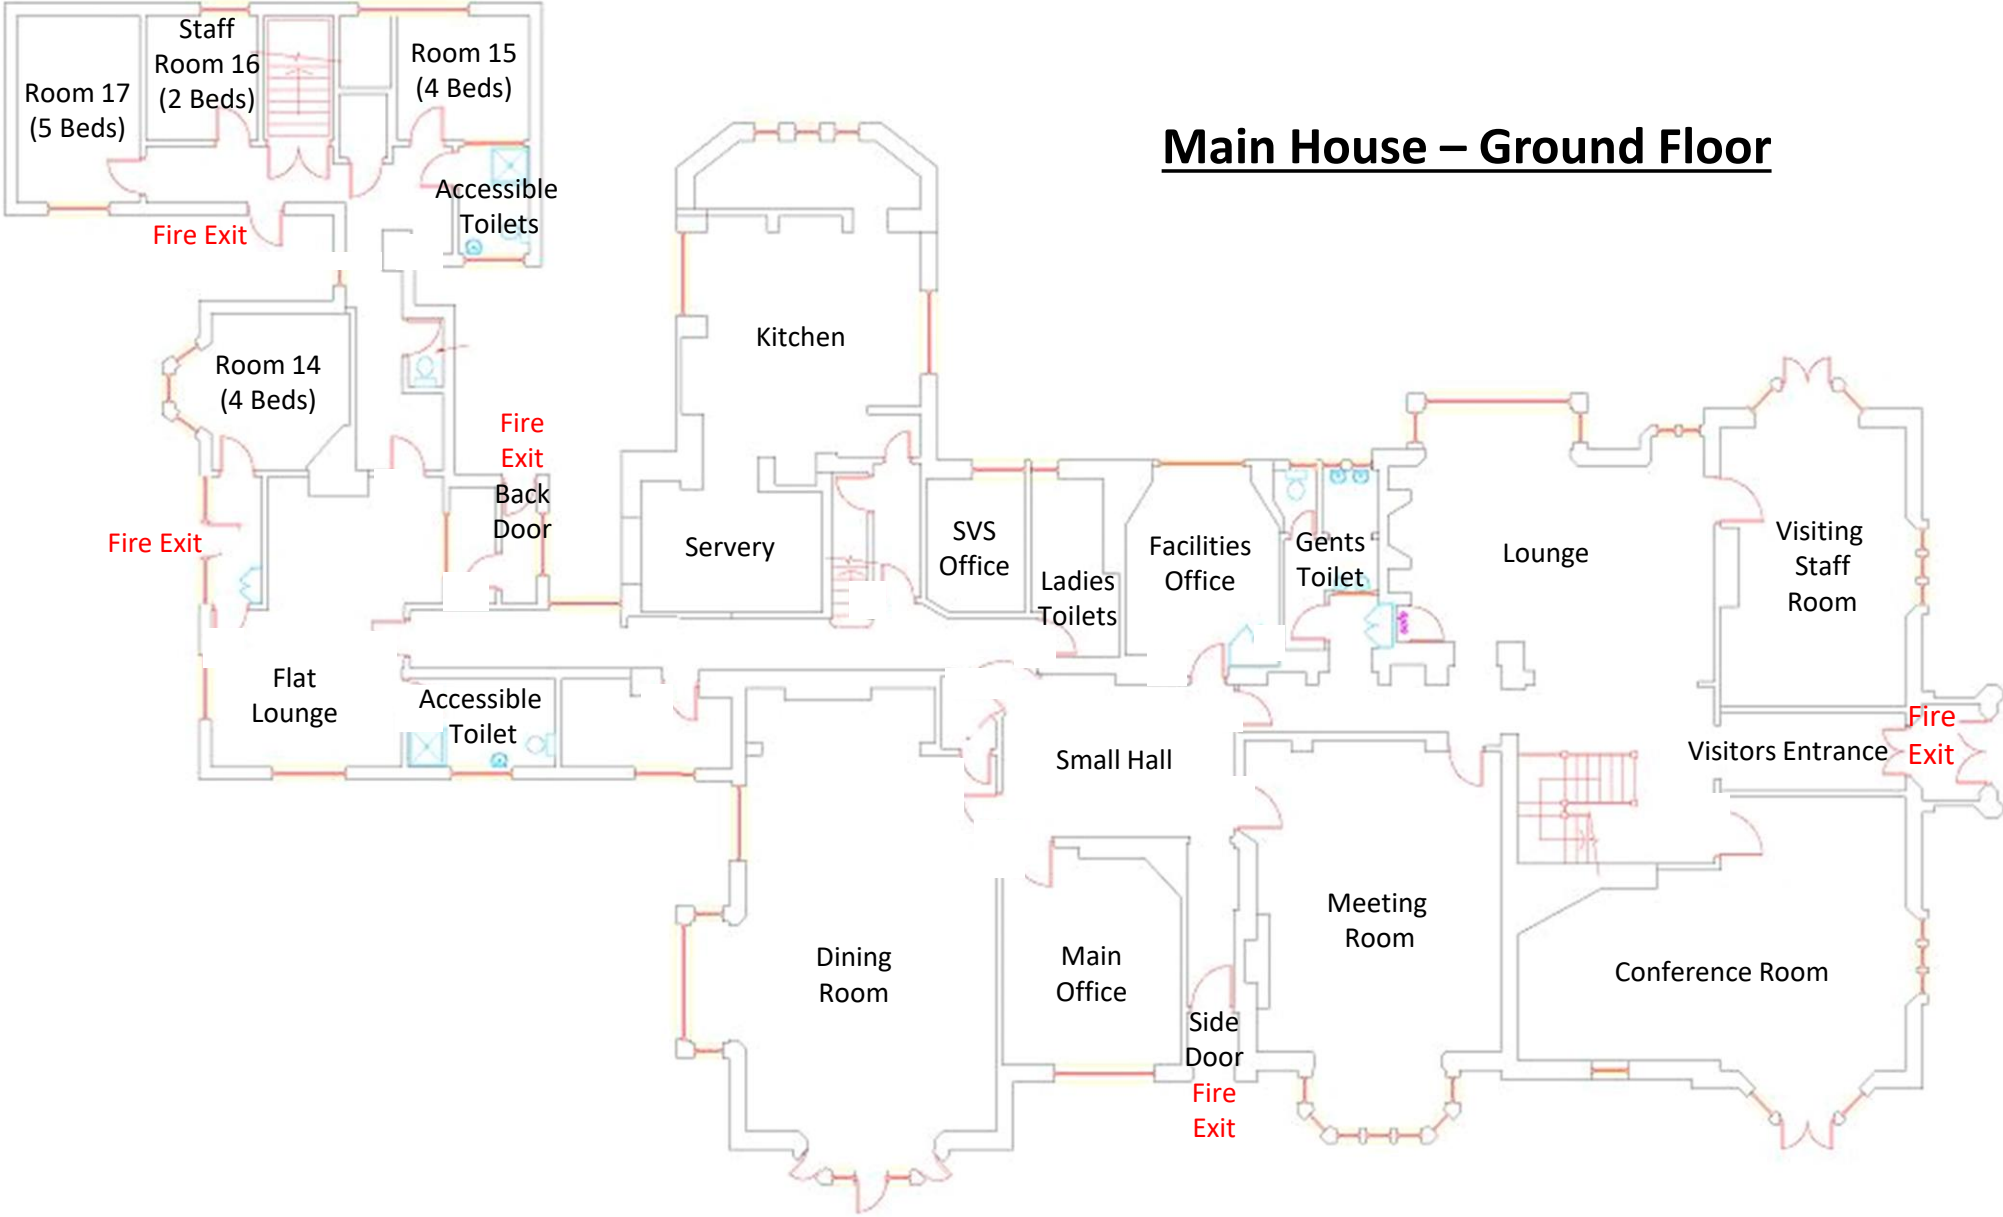 Main House – Ground Floor
Staff
Room 16
(2 Beds)
Room 15
(4 Beds)
Room 17
(5 Beds)
Accessible
Toilets
Fire Exit
Room 14
(4 Beds)
Kitchen
Fire
Exit
Back
Door
Fire Exit
Servery
SVS
Office
Ladies
Toilets
Facilities
Office
Gents
Toilet
Lounge
Visiting
Staff
Room
Flat
Lounge
Accessible
Toilet
Small Hall
Visitors Entrance
Fire
Exit
Dining
Room
Main
Office
Side
Door
Fire
Exit
Meeting
Room
Conference Room